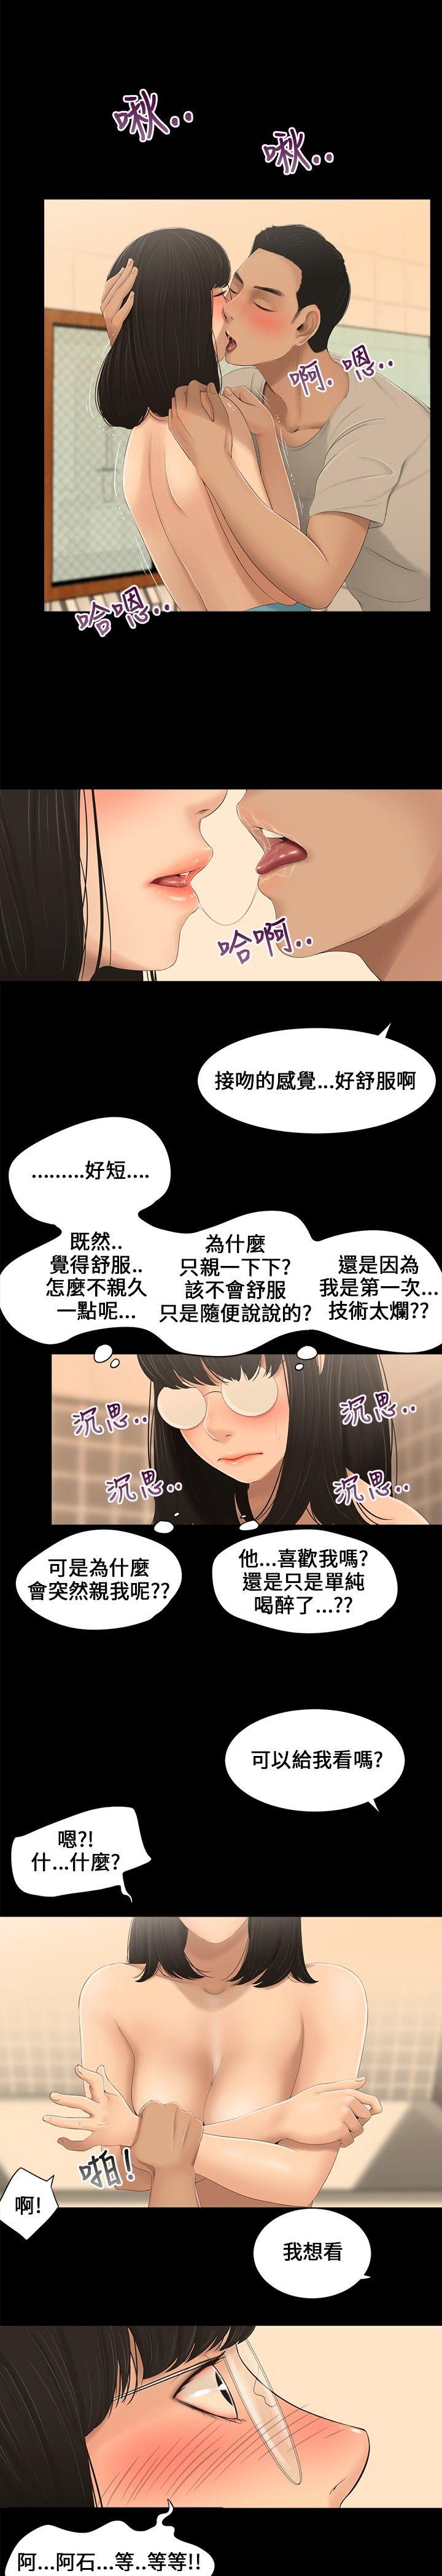 啾..
啾..
啊.嗯..
哈嗯..
哈啊..
接吻的感覺...好舒服啊
.........好短....
既然..
覺得舒服..
怎麼不親久
一點呢...
為什麼
只親一下下?
該不會舒服
只是隨便說說的?
還是因為
我是第一次...
技術太爛??
沉思..
沉思..
沉思..
沉思..
可是為什麼
會突然親我呢??
他...喜歡我嗎?
還是只是單純
喝醉了...??
可以給我看嗎?
嗯?!
什...什麼?
啪!
啊!
我想看
阿...阿石...等..等等!!